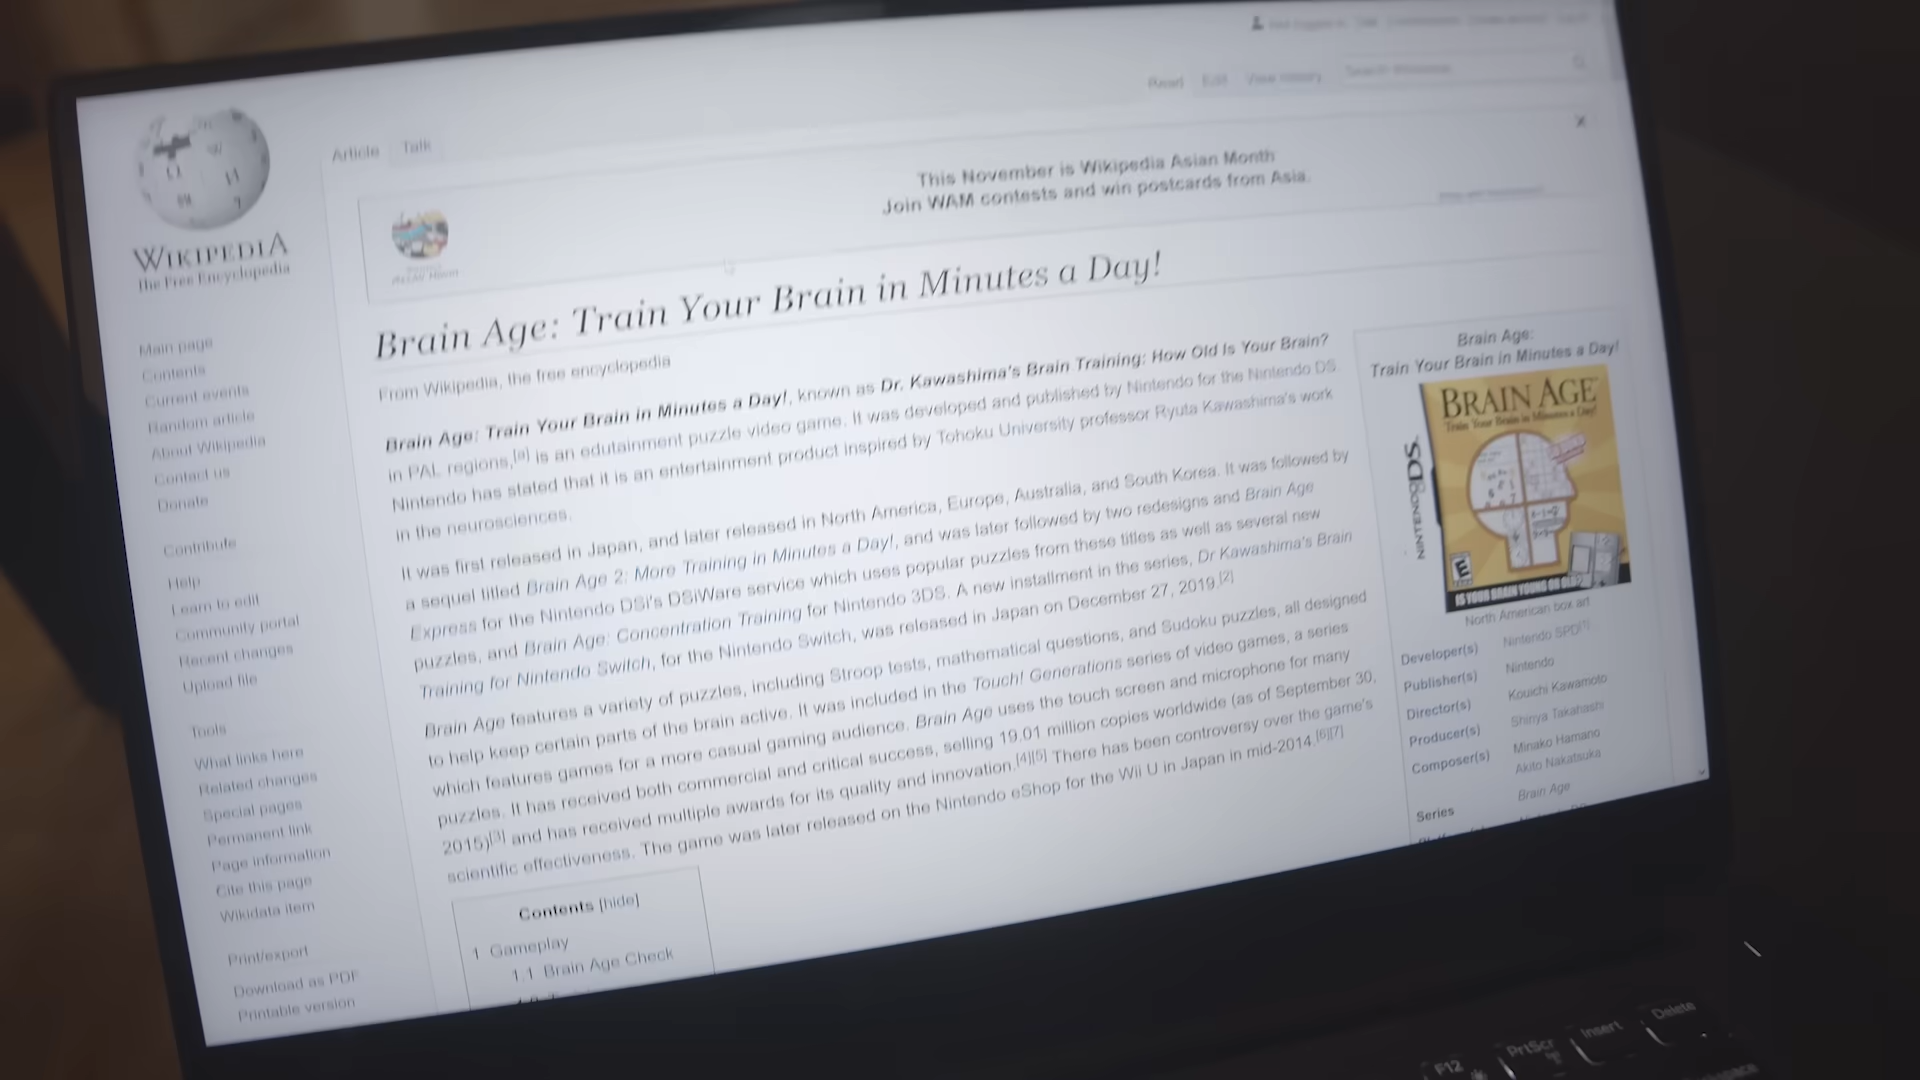 Read Edit View history Search Wikipedia
Article Talk
This November is Wikipedia Asian Month
Join WAM contests and win postcards from Asia.
WIKIPEDIA
The Free Encyclopedia
Main page
Contents
Current events
Random article
About Wikipedia
Contact us
Donate
Contribute
Help
Learn to edit
Community portal
Recent changes
Upload file
Tools
What links here
Related changes
Special pages
Permanent link
Page information
Cite this page
Wikidata item
Print/export
Download as PDF
Printable version
Brain Age: Train Your Brain in Minutes a Day!
From Wikipedia, the free encyclopedia
Brain Age: Train Your Brain in Minutes a Day!, known as Dr. Kawashima's Brain Training: How Old Is Your Brain?
in PAL regions,[a] is an edutainment puzzle video game. It was developed and published by Nintendo for the Nintendo DS.
Nintendo has stated that it is an entertainment product inspired by Tohoku University professor Ryuta Kawashima's work
in the neurosciences.
It was first released in Japan, and later released in North America, Europe, Australia, and South Korea. It was followed by
a sequel titled Brain Age 2: More Training in Minutes a Day!, and was later followed by two redesigns and Brain Age
Express for the Nintendo DSi's DSiWare service which uses popular puzzles from these titles as well as several new
puzzles, and Brain Age: Concentration Training for Nintendo 3DS. A new installment in the series, Dr Kawashima's Brain
Training for Nintendo Switch, for the Nintendo Switch, was released in Japan on December 27, 2019.[2]
Brain Age features a variety of puzzles, including Stroop tests, mathematical questions, and Sudoku puzzles, all designed
to help keep certain parts of the brain active. It was included in the Touch! Generations series of video games, a series
which features games for a more casual gaming audience. Brain Age uses the touch screen and microphone for many
puzzles. It has received both commercial and critical success, selling 19.01 million copies worldwide (as of September 30,
2015)[3] and has received multiple awards for its quality and innovation.[4][5] There has been controversy over the game's
scientific effectiveness. The game was later released on the Nintendo eShop for the Wii U in Japan in mid-2014.[6][7]
Contents [hide]
1 Gameplay
1.1 Brain Age Check
Brain Age:
Train Your Brain in Minutes a Day!
BRAIN AGE
Train Your Brain in Minutes a Day!
NINTENDO DS
E
IS YOUR BRAIN YOUNG OR OLD?
North American box art
Developer(s) Nintendo SPD[1]
Publisher(s) Nintendo
Director(s) Kouichi Kawamoto
Producer(s) Shinya Takahashi
Composer(s) Minako Hamano
Akito Nakatsuka
Series Brain Age
F12 PrtScr Insert Delete